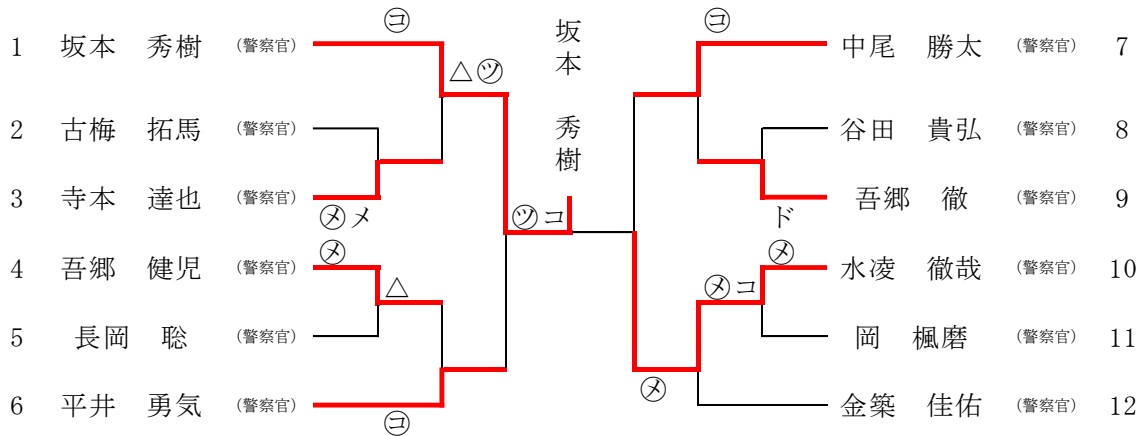 ㋙
1 坂本 秀樹 (警察官)
△㋡
2 古梅 拓馬 (警察官)
3 寺本 達也 (警察官)
㋱メ
㋱
4 吾郷 健児 (警察官)
△
5 長岡 聡 (警察官)
6 平井 勇気 (警察官)
㋙
坂本 秀樹
㋡コ
㋙
中尾 勝太 (警察官) 7
谷田 貴弘 (警察官) 8
吾郷 徹 (警察官) 9
ド
㋱
水凌 徹哉 (警察官) 10
㋱コ
岡 楓磨 (警察官) 11
㋱
金築 佳佑 (警察官) 12